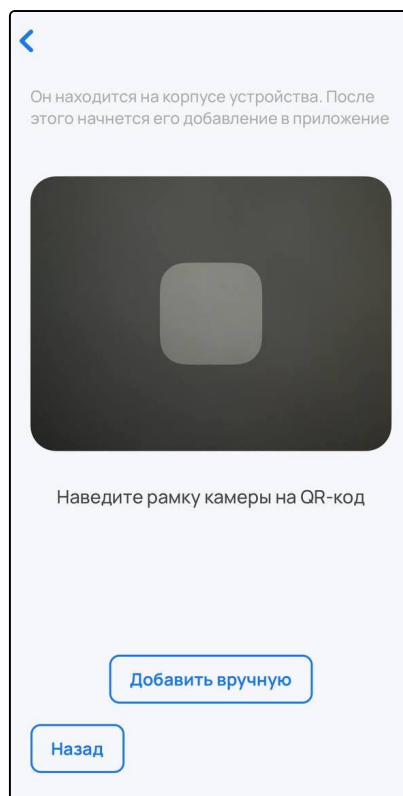 Он находится на корпусе устройства. После
этого начнется его добавление в приложение
Наведите рамку камеры на QR-код
Добавить вручную
Назад